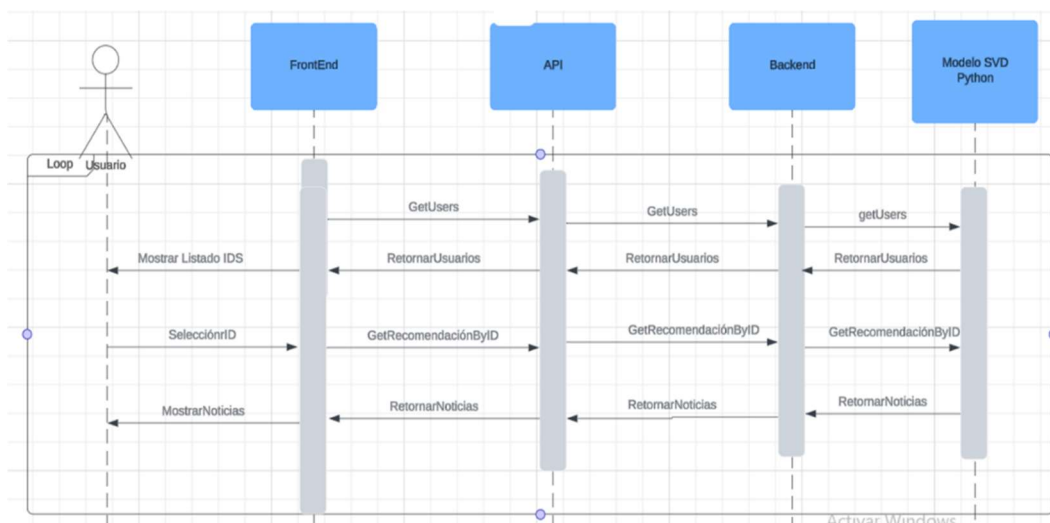 FrontEnd
API
Backend
Modelo SVD
Python
Loop
Usuario
GetUsers
GetUsers
getUsers
Mostrar Listado IDS
RetornarUsuarios
RetornarUsuarios
RetornarUsuarios
SelecciónrID
GetRecomendaciónByID
GetRecomendaciónByID
GetRecomendaciónByID
MostrarNoticias
RetornarNoticias
RetornarNoticias
RetornarNoticias
Activar Windows